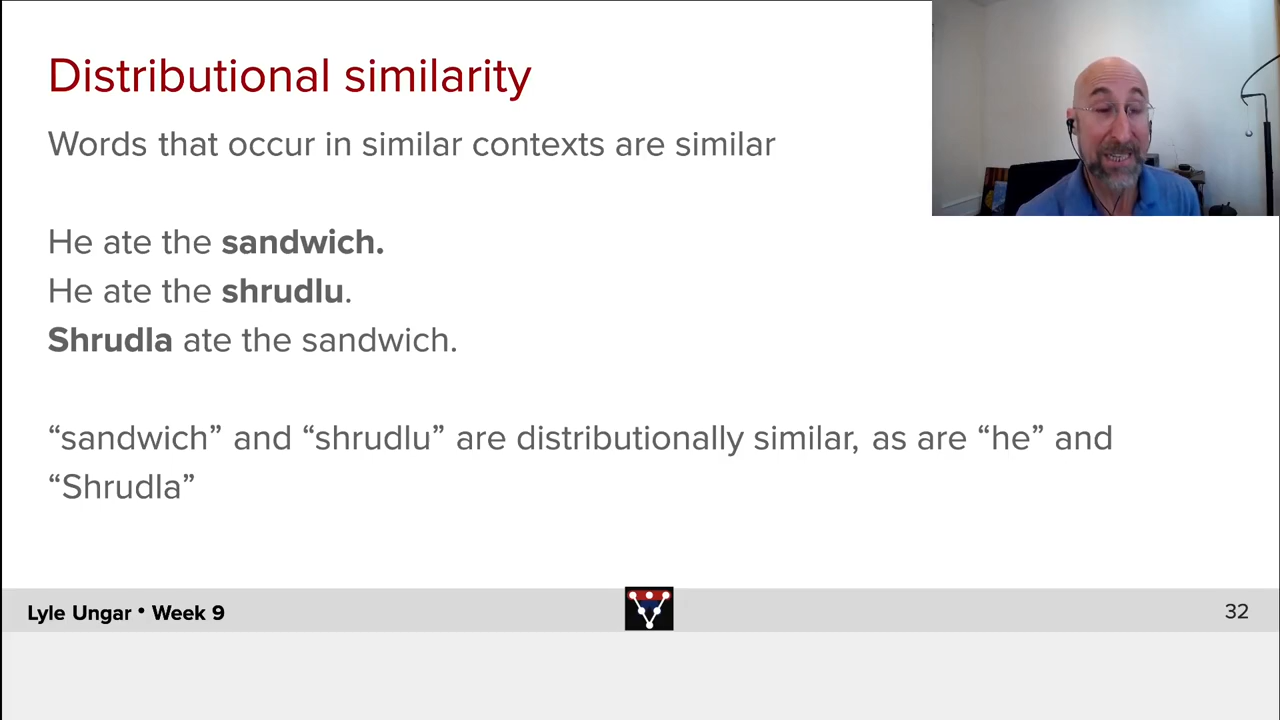 Distributional similarity
Words that occur in similar contexts are similar
He ate the sandwich.
He ate the shrudlu.
Shrudla ate the sandwich.
“sandwich” and “shrudlu” are distributionally similar, as are “he” and
“Shrudla”
Lyle Ungar • Week 9
32